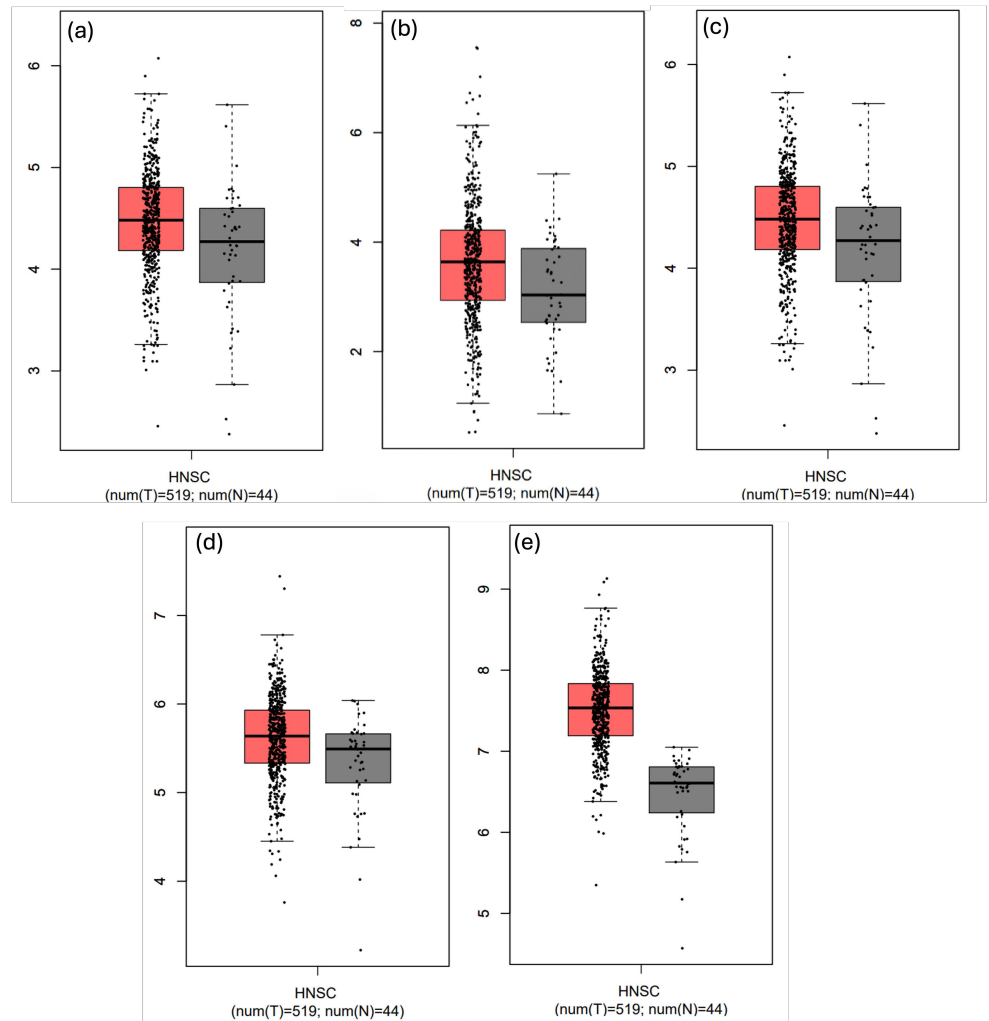 (a)
6
5
4
3
HNSC
(num(T)=519; num(N)=44)
(b)
8
6
4
2
HNSC
(num(T)=519; num(N)=44)
(c)
6
5
4
3
HNSC
(num(T)=519; num(N)=44)
(d)
7
6
5
4
HNSC
(num(T)=519; num(N)=44)
(e)
9
8
7
6
5
HNSC
(num(T)=519; num(N)=44)